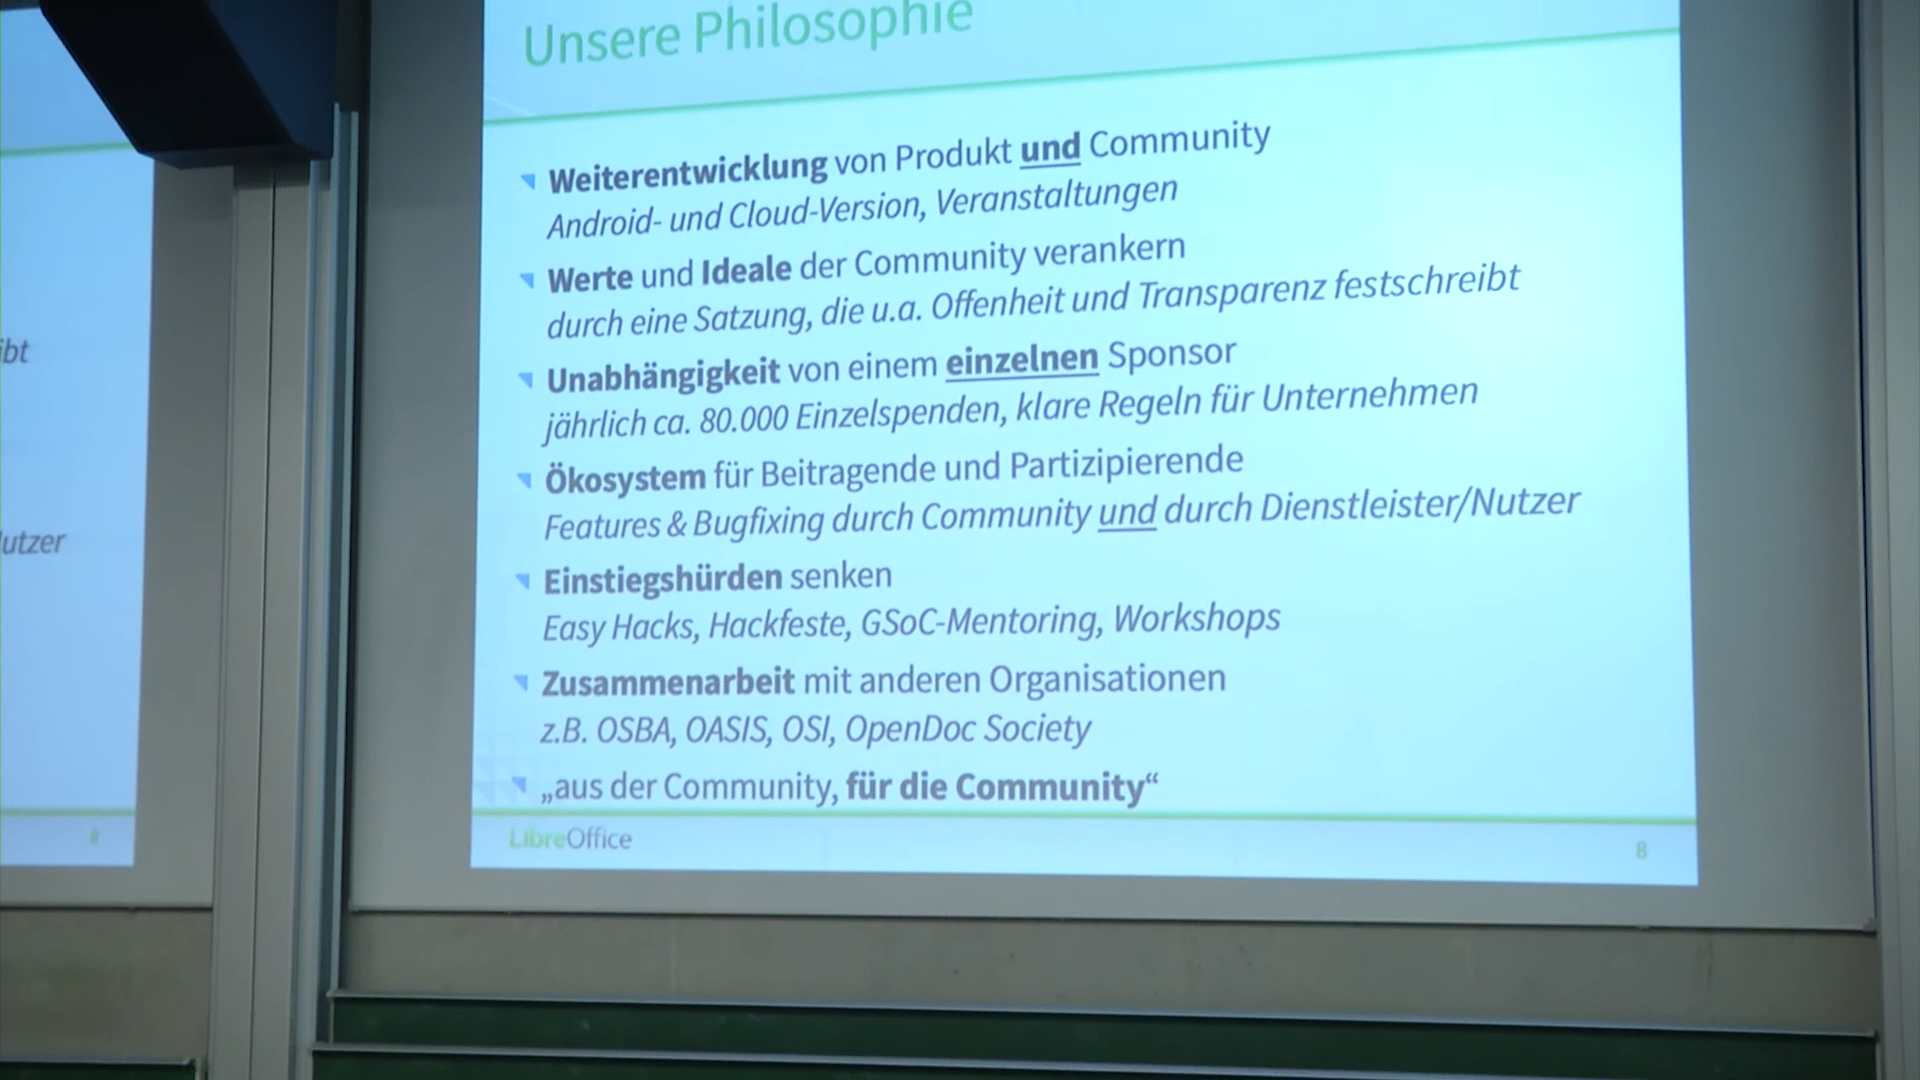 Unsere Philosophie
Weiterentwicklung von Produkt und Community
Android- und Cloud-Version, Veranstaltungen
Werte und Ideale der Community verankern
durch eine Satzung, die u.a. Offenheit und Transparenz festschreibt
Unabhängigkeit von einem einzelnen Sponsor
jährlich ca. 80.000 Einzelspenden, klare Regeln für Unternehmen
Ökosystem für Beitragende und Partizipierende
Features & Bugfixing durch Community und durch Dienstleister/Nutzer
Einstiegshürden senken
Easy Hacks, Hackfeste, GSoC-Mentoring, Workshops
Zusammenarbeit mit anderen Organisationen
z.B. OSBA, OASIS, OSI, OpenDoc Society
„aus der Community, für die Community“
LibreOffice
8
ibt
utzer
8